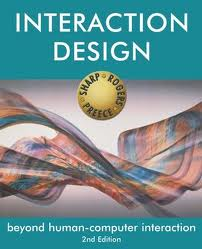 INTERACTION
DESIGN
SHARP · ROGERS
PREECE
beyond human-computer interaction
2nd Edition